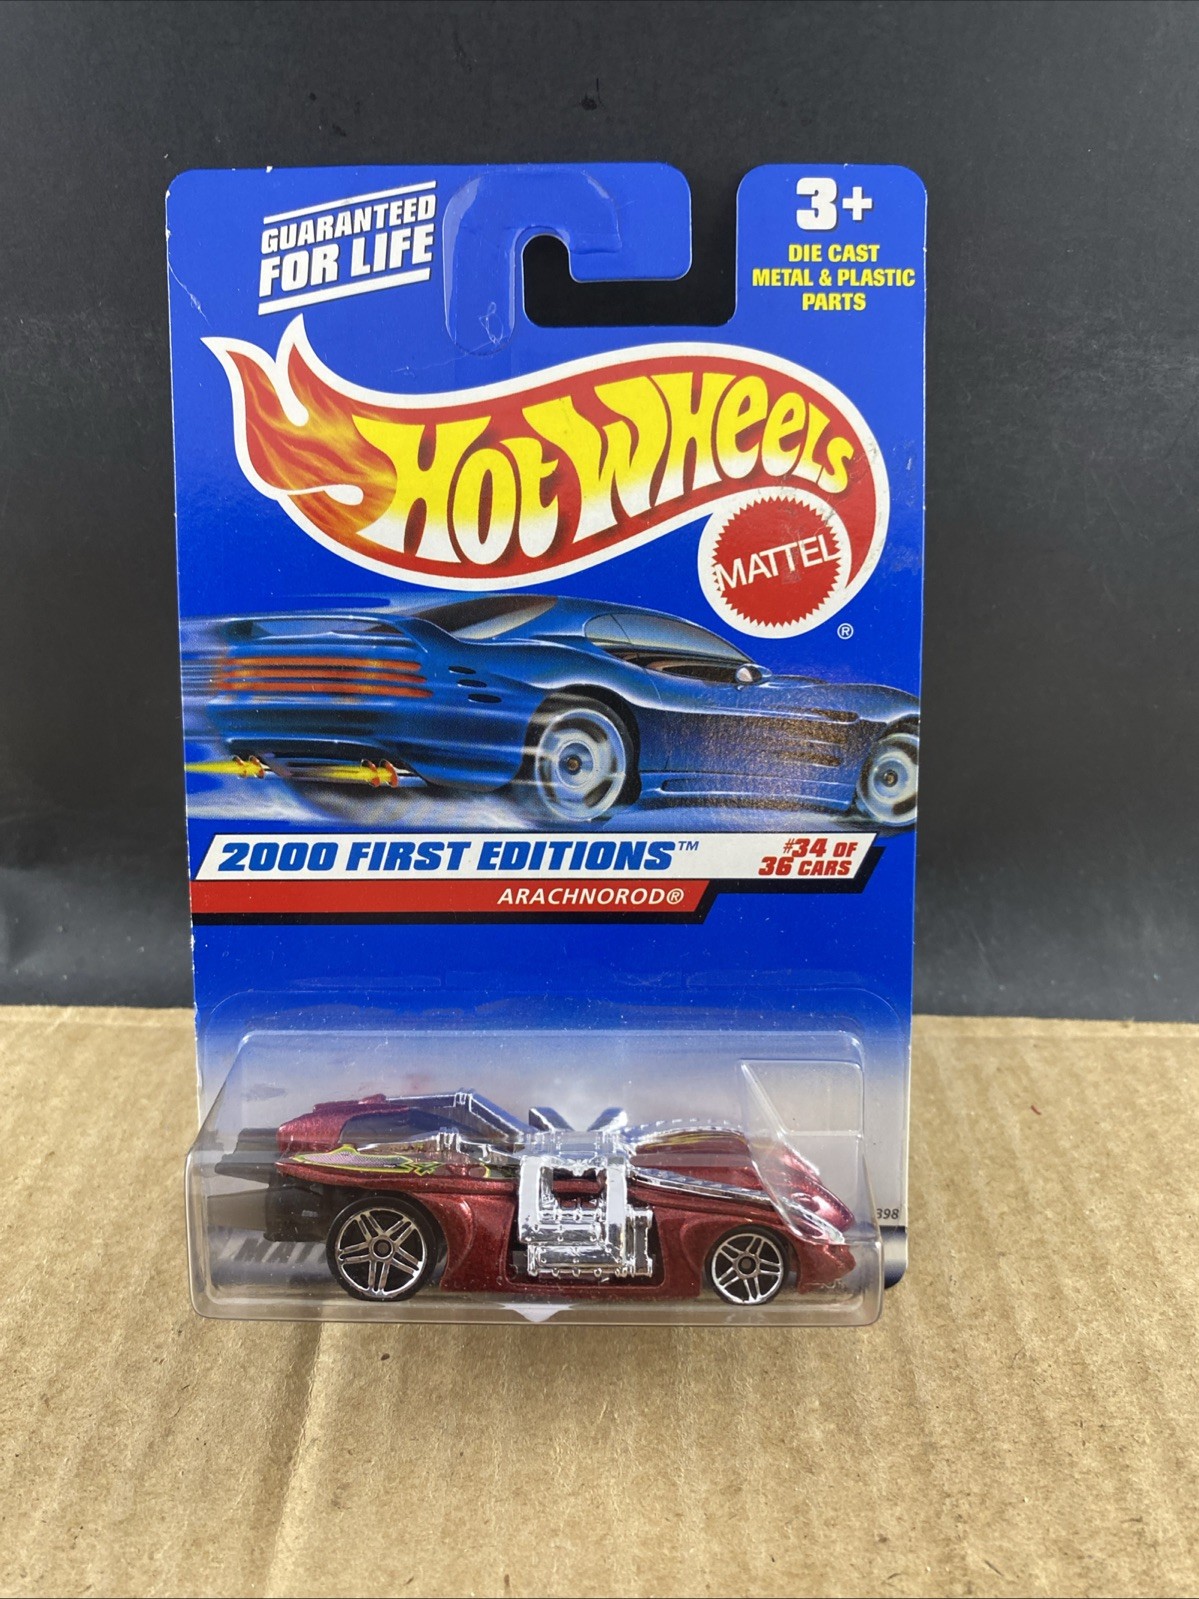 GUARANTEED
FOR LIFE
3+
DIE CAST
METAL & PLASTIC
PARTS
HOT WHEELS
MATTEL
®
2000 FIRST EDITIONS™
#34 OF
36 CARS
ARACHNOROD®
398